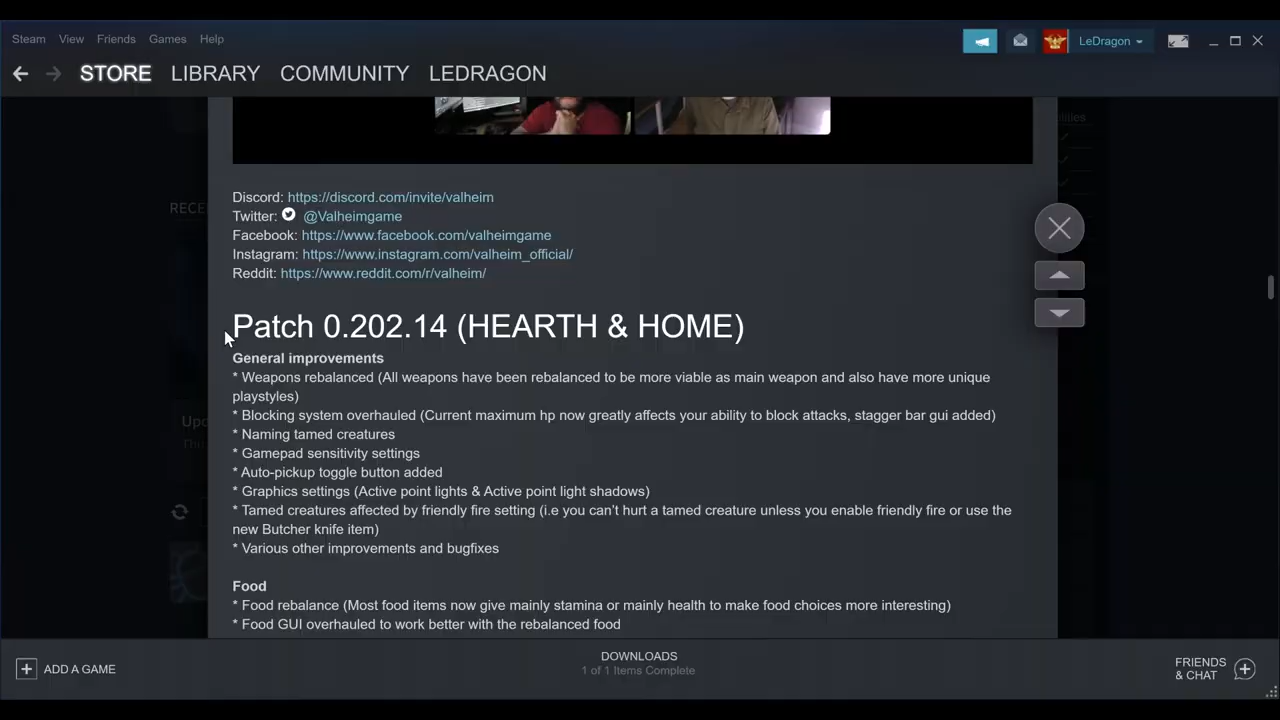 Steam View Friends Games Help
LeDragon
STORE LIBRARY COMMUNITY LEDRAGON
Discord: https://discord.com/invite/valheim
Twitter: @Valheimgame
Facebook: https://www.facebook.com/valheimgame
Instagram: https://www.instagram.com/valheim_official/
Reddit: https://www.reddit.com/r/valheim/
Patch 0.202.14 (HEARTH & HOME)
General improvements
* Weapons rebalanced (All weapons have been rebalanced to be more viable as main weapon and also have more unique
playstyles)
* Blocking system overhauled (Current maximum hp now greatly affects your ability to block attacks, stagger bar gui added)
* Naming tamed creatures
* Gamepad sensitivity settings
* Auto-pickup toggle button added
* Graphics settings (Active point lights & Active point light shadows)
* Tamed creatures affected by friendly fire setting (i.e you can't hurt a tamed creature unless you enable friendly fire or use the
new Butcher knife item)
* Various other improvements and bugfixes
Food
* Food rebalance (Most food items now give mainly stamina or mainly health to make food choices more interesting)
* Food GUI overhauled to work better with the rebalanced food
ADD A GAME
DOWNLOADS
1 of 1 Items Complete
FRIENDS
& CHAT